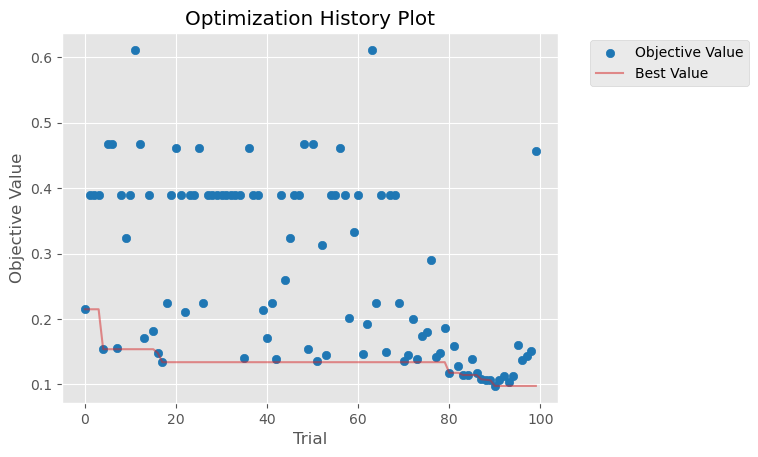 Optimization History Plot
Objective Value
Best Value
0.6
0.5
0.4
0.3
0.2
0.1
Objective Value
0 20 40 60 80 100
Trial